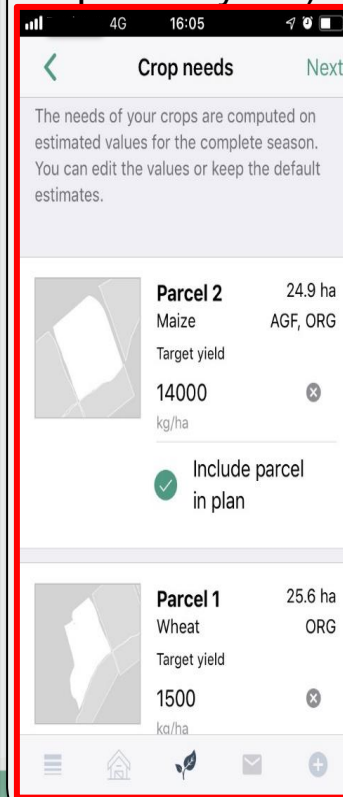 4G 16:05
Crop needs Next
The needs of your crops are computed on
estimated values for the complete season.
You can edit the values or keep the default
estimates.
Parcel 2 24.9 ha
Maize AGF, ORG
Target yield
14000
kg/ha
Include parcel
in plan
Parcel 1 25.6 ha
Wheat ORG
Target yield
1500
kg/ha